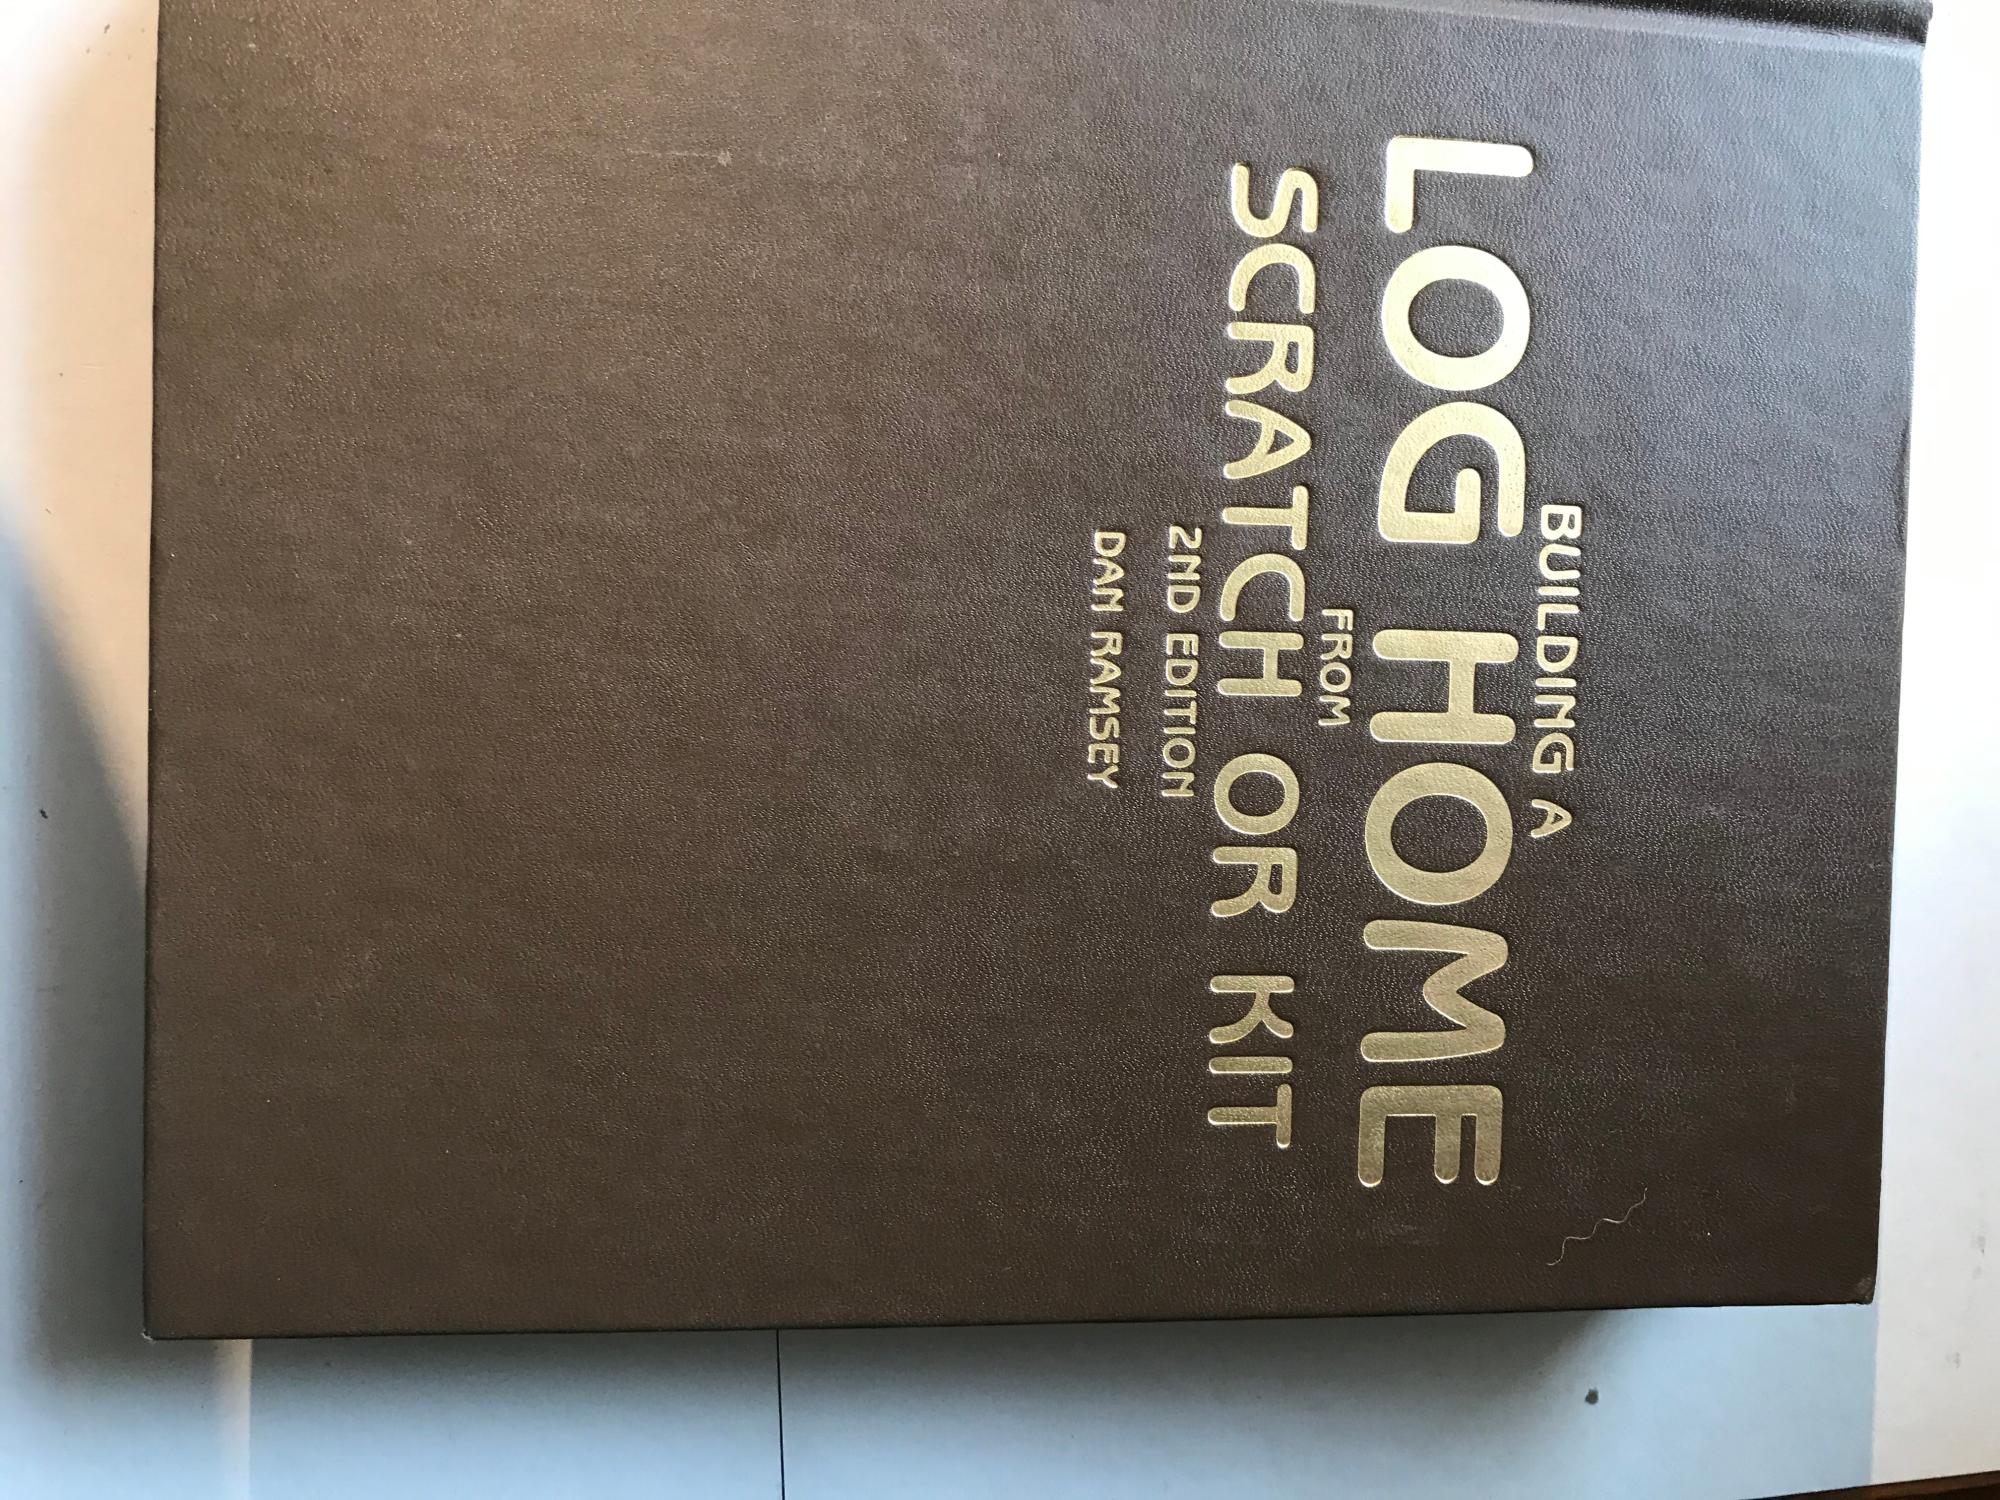 BUILDING A
LOG HOME
FROM
SCRATCH OR KIT
2ND EDITION
DAN RAMSEY